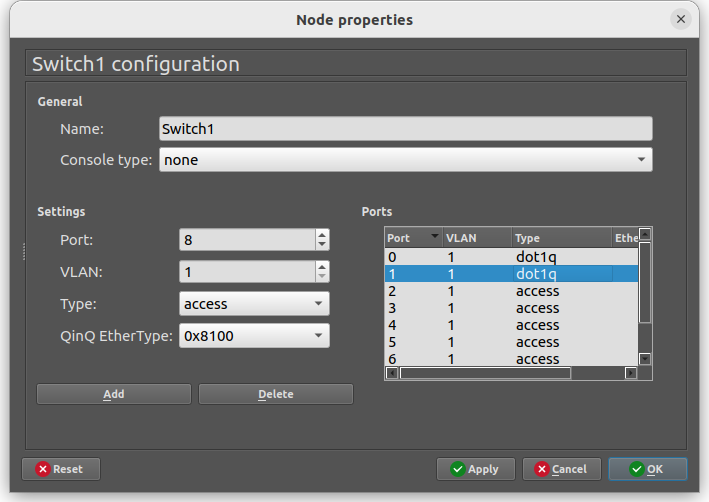 Node properties
Switch1 configuration
General
Name: Switch1
Console type: none
Settings
Port: 8
VLAN: 1
Type: access
QinQ EtherType: 0x8100
Add Delete
Ports
Port VLAN Type Ethe
0 1 dot1q
1 1 dot1q
2 1 access
3 1 access
4 1 access
5 1 access
6 1 access
Reset Apply Cancel OK